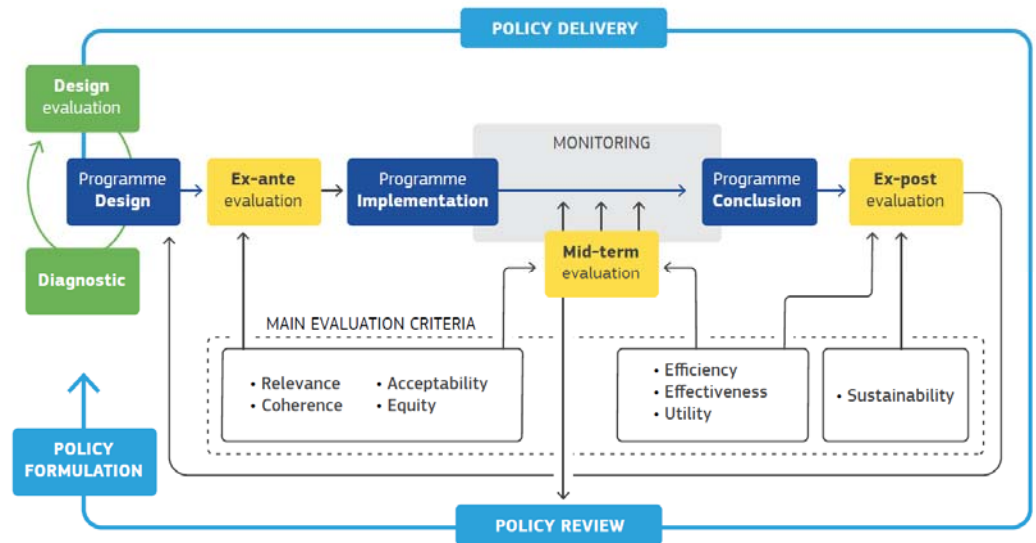 POLICY DELIVERY
Design
evaluation
MONITORING
Programme
Design
Ex-ante
evaluation
Programme
Implementation
Programme
Conclusion
Ex-post
evaluation
Mid-term
evaluation
Diagnostic
MAIN EVALUATION CRITERIA
• Relevance
• Coherence
• Acceptability
• Equity
• Efficiency
• Effectiveness
• Utility
• Sustainability
POLICY
FORMULATION
POLICY REVIEW